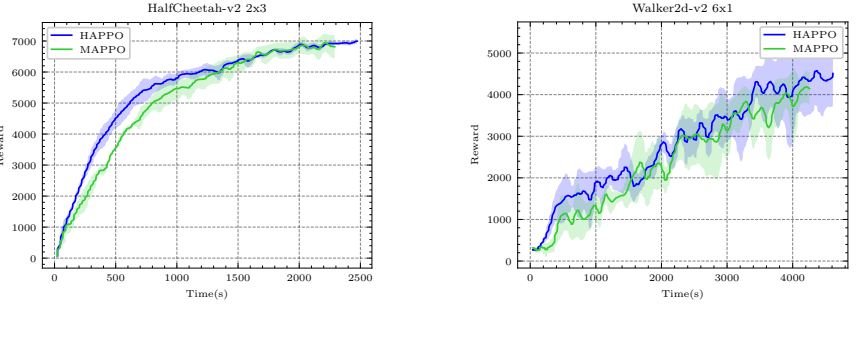 HalfCheetah-v2 2x3
HAPPO
MAPPO
7000
6000
5000
4000
3000
2000
1000
0
0 500 1000 1500 2000 2500
Time(s)
Walker2d-v2 6x1
HAPPO
MAPPO
5000
4000
3000
2000
1000
0
Reward
0 1000 2000 3000 4000
Time(s)